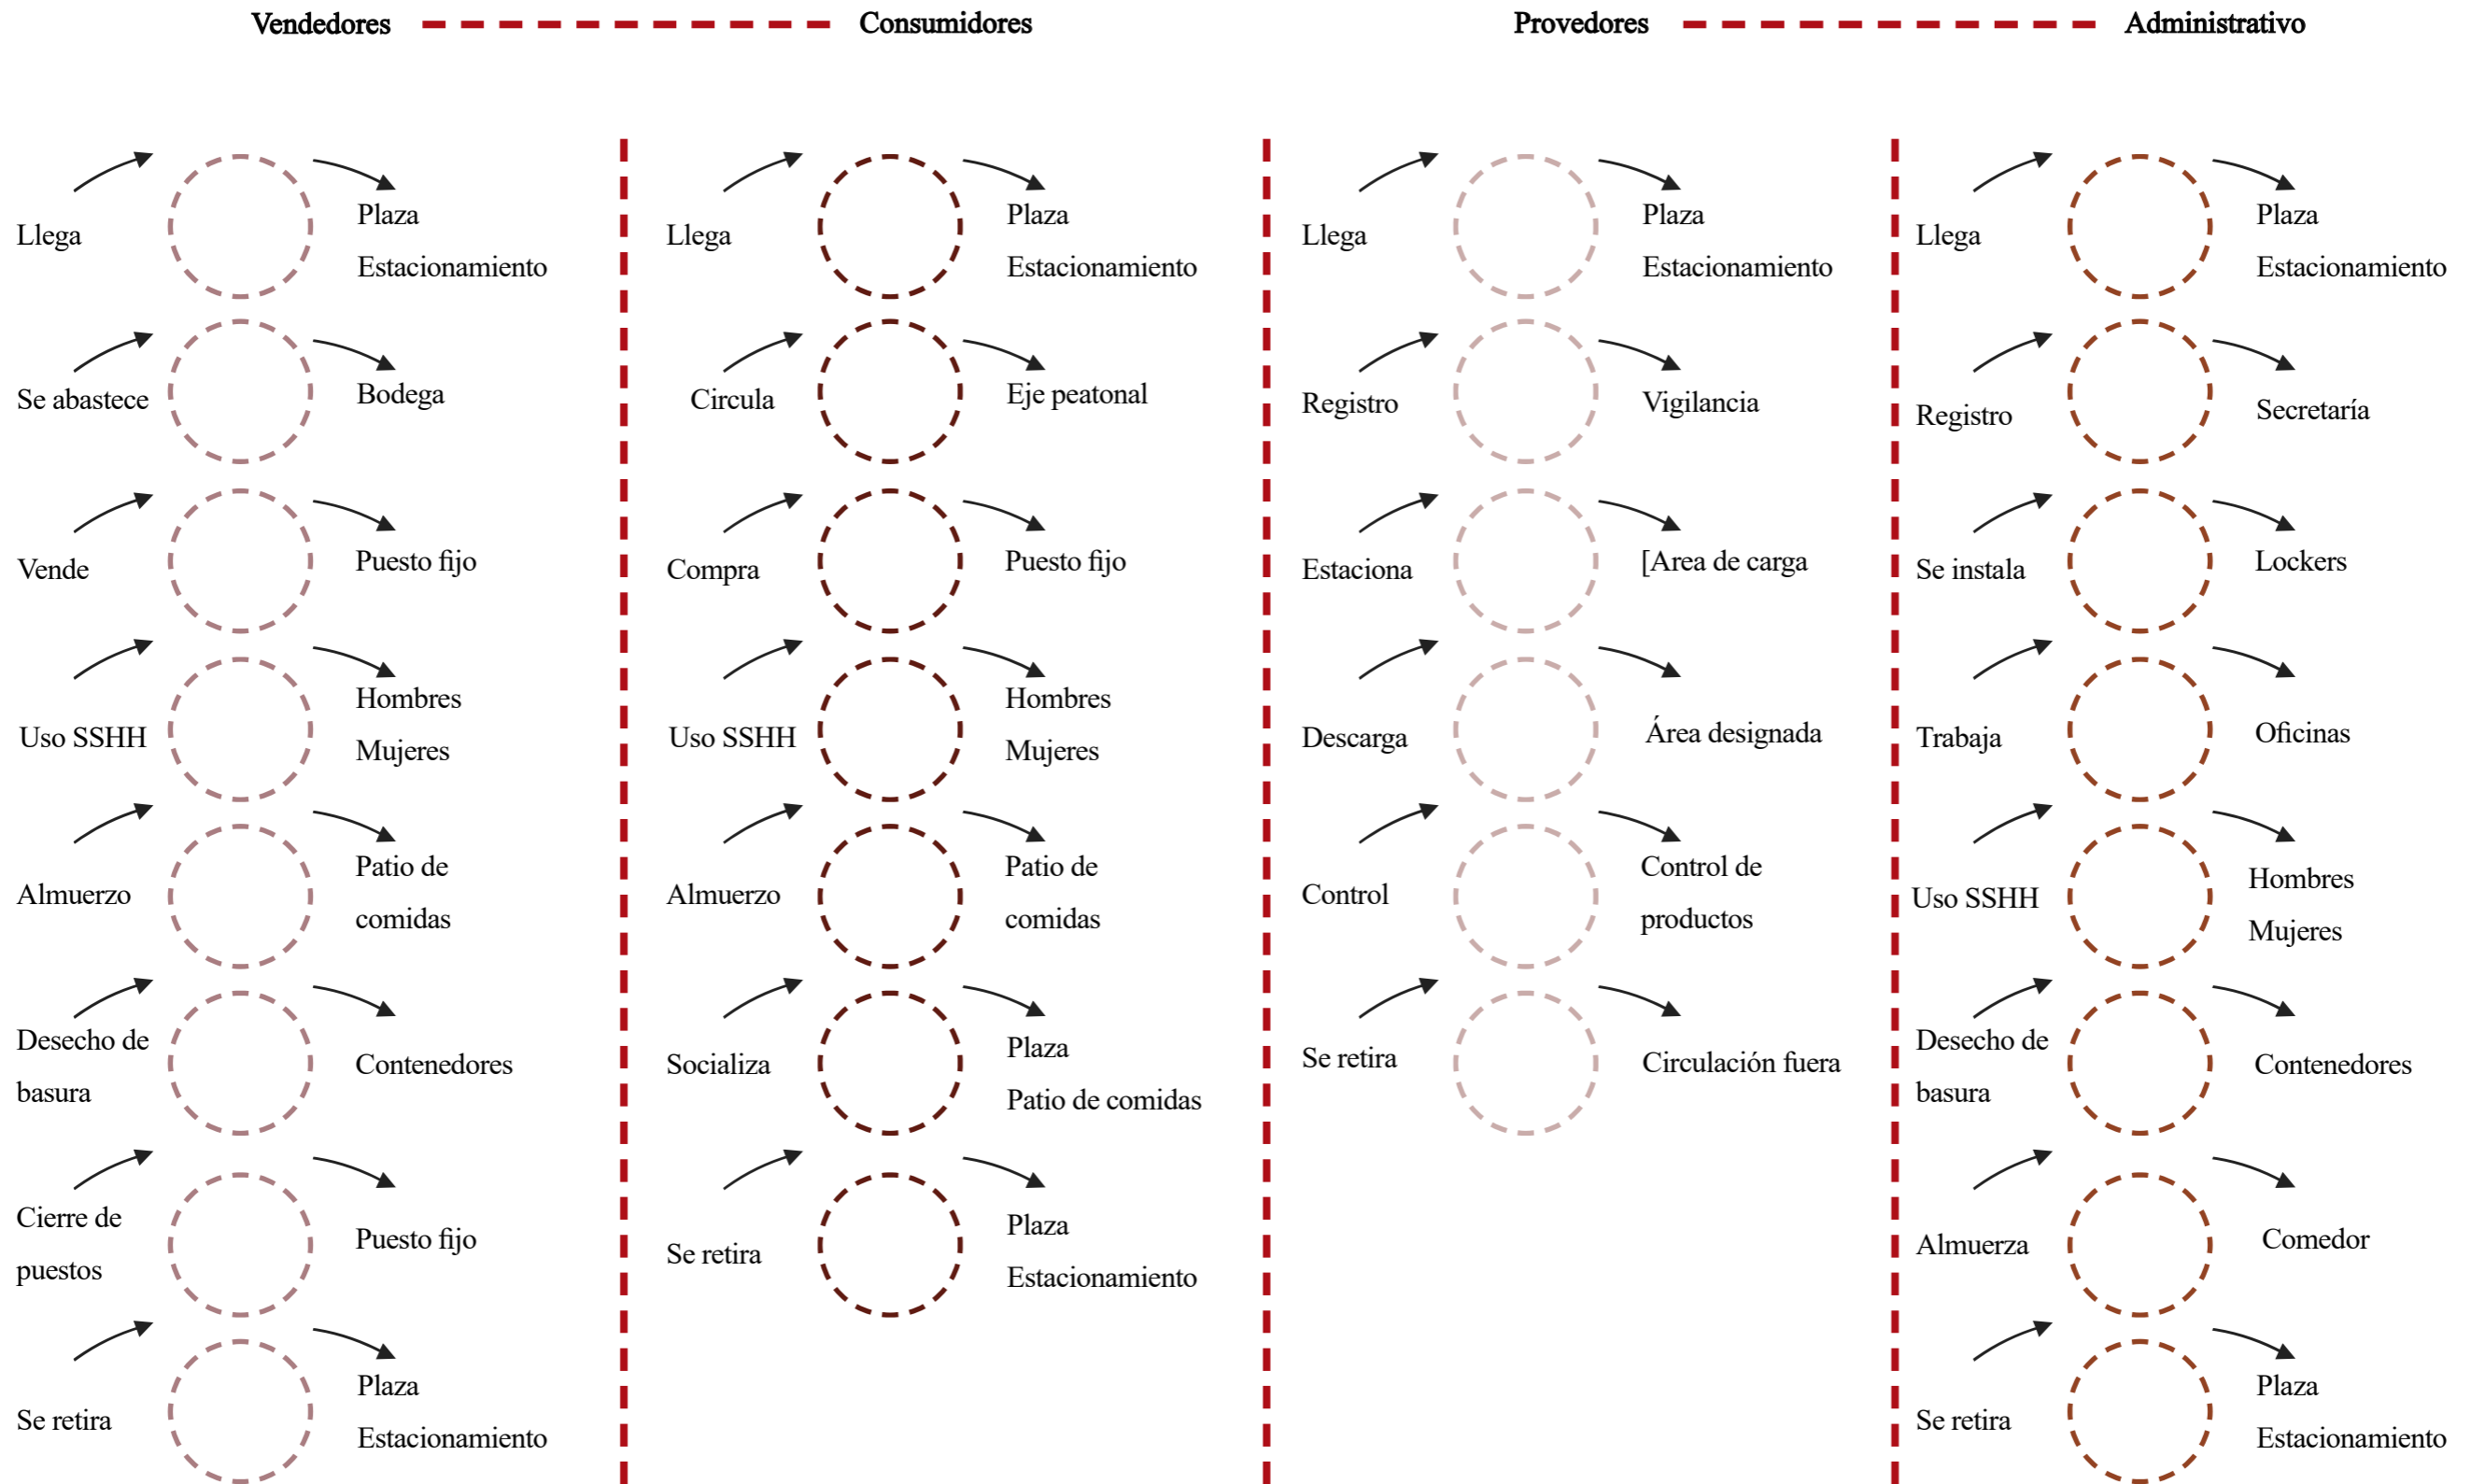 Vendedores
Consumidores
Provedores
Administrativo
Llega
Plaza
Estacionamiento
Se abastece
Bodega
Vende
Puesto fijo
Uso SSHH
Hombres
Mujeres
Almuerzo
Patio de
comidas
Desecho de
basura
Contenedores
Cierre de
puestos
Puesto fijo
Se retira
Plaza
Estacionamiento
Llega
Plaza
Estacionamiento
Circula
Eje peatonal
Compra
Puesto fijo
Uso SSHH
Hombres
Mujeres
Almuerzo
Patio de
comidas
Socializa
Plaza
Patio de comidas
Se retira
Plaza
Estacionamiento
Llega
Plaza
Estacionamiento
Registro
Vigilancia
Estaciona
[Area de carga
Descarga
Área designada
Control
Control de
productos
Se retira
Circulación fuera
Llega
Plaza
Estacionamiento
Registro
Secretaría
Se instala
Lockers
Trabaja
Oficinas
Uso SSHH
Hombres
Mujeres
Desecho de
basura
Contenedores
Almuerza
Comedor
Se retira
Plaza
Estacionamiento